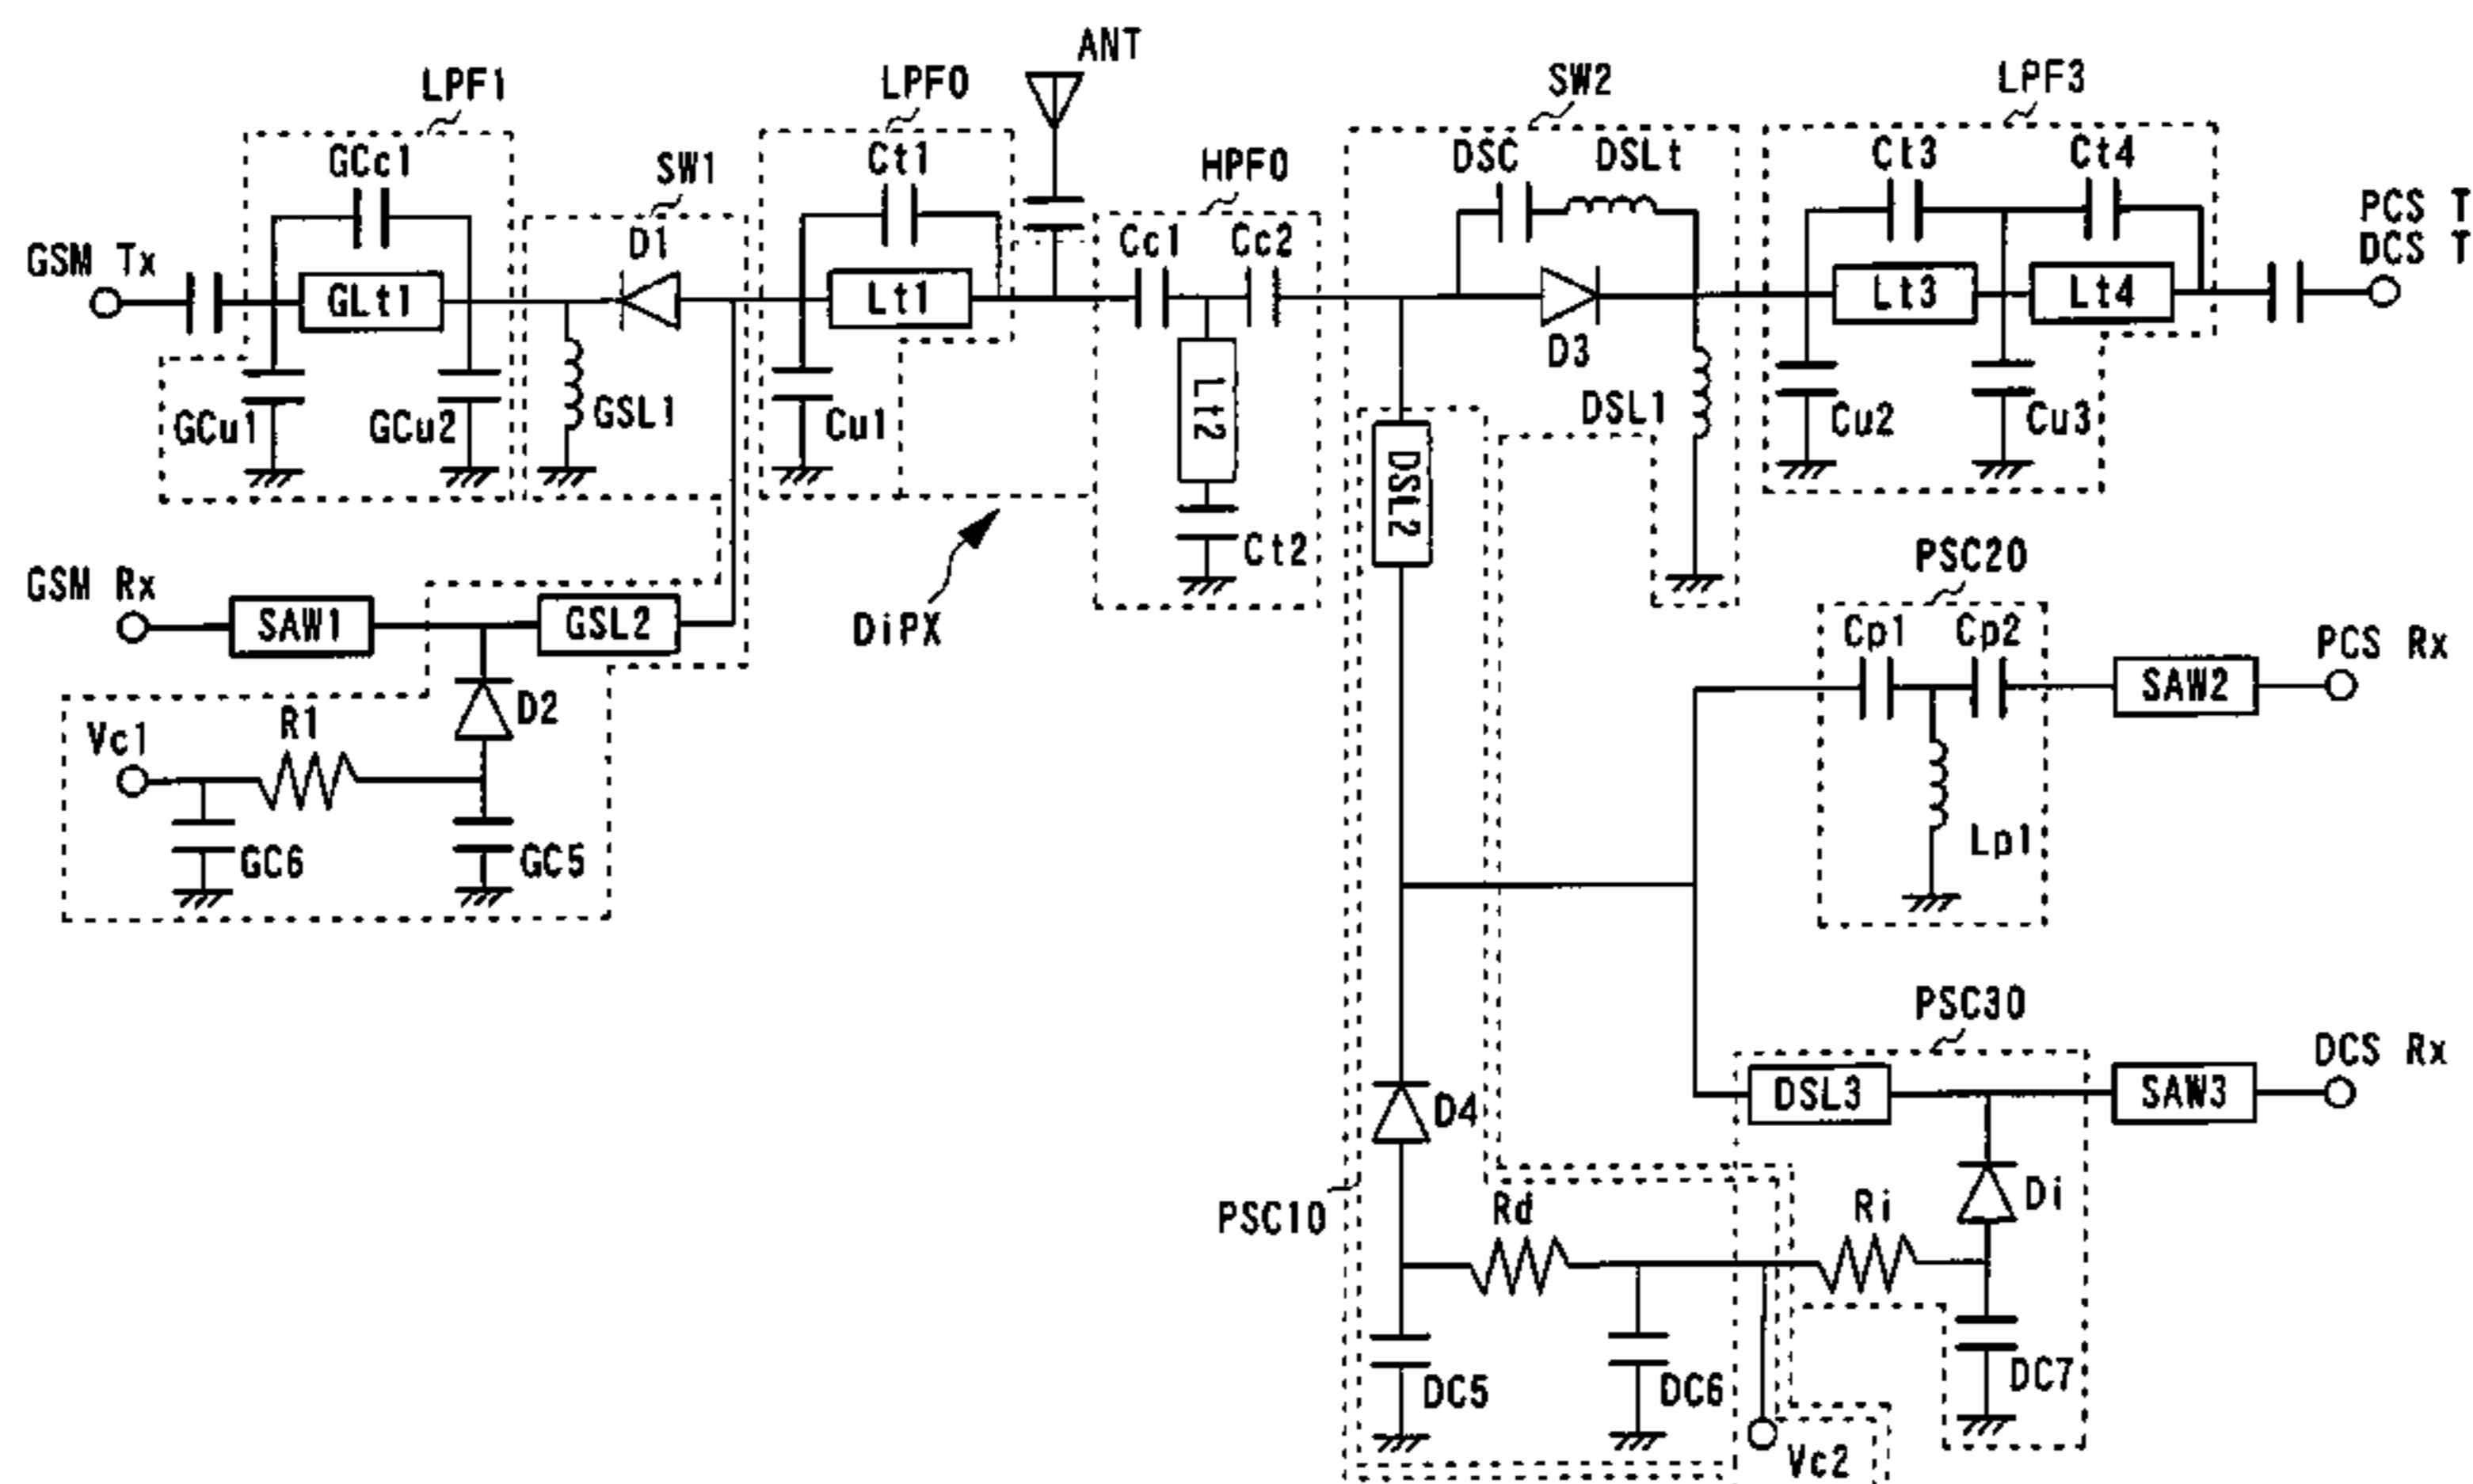 ANT
LPF1
LPF0
SW2
LPF3
GCc1
SW1
Ct1
HPF0
DSC
DSLt
Ct3
Ct4
PCS T
DCS T
GSM Tx
D1
Cc1
Cc2
GLt1
Lt1
Lt3
Lt4
D3
GCu1
GCu2
GSL1
Cu1
Lt2
DSL1
Cu2
Cu3
DSL2
Ct2
GSM Rx
SAW1
GSL2
DiPX
PSC20
Cp1
Cp2
PCS Rx
SAW2
Vc1
R1
D2
Lp1
GC6
GC5
PSC30
DCS Rx
DSL3
SAW3
D4
PSC10
Rd
Ri
Di
DC5
DC6
DC7
Vc2